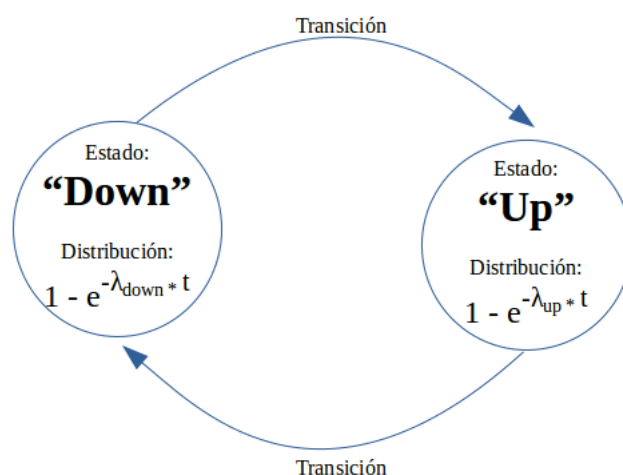 Transición
Estado:
“Down”
Distribución:
1 - e-λdown * t
Estado:
“Up”
Distribución:
1 - e-λup * t
Transición